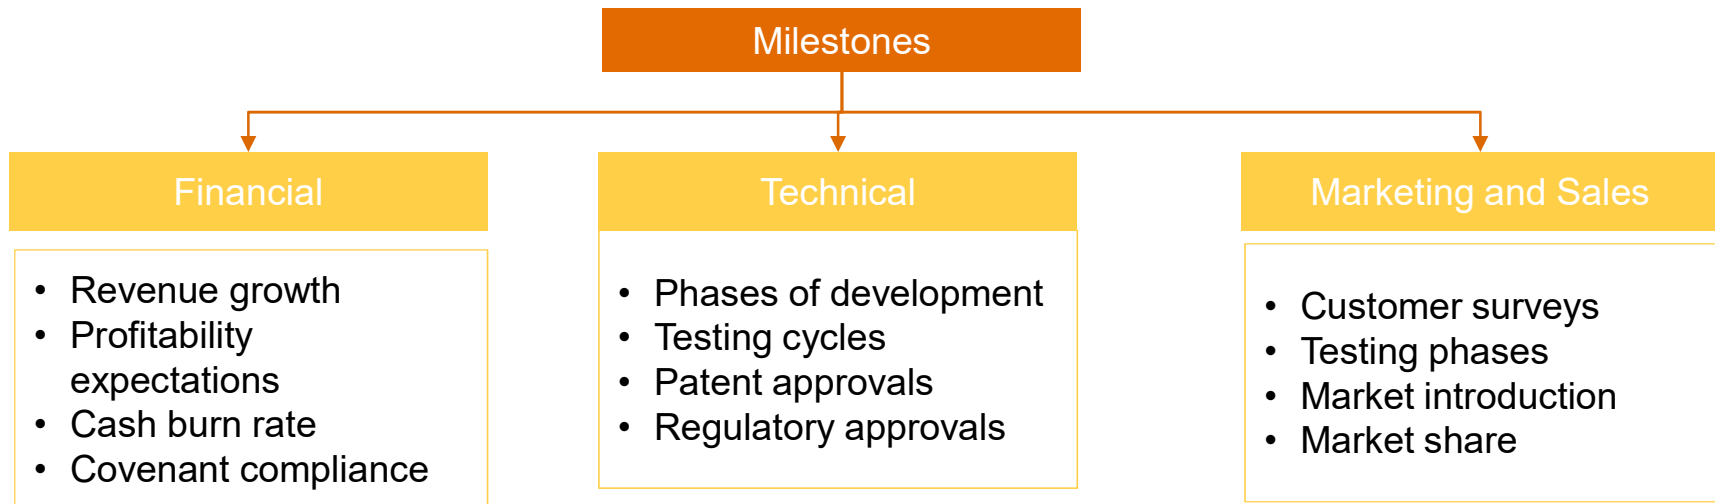 Milestones
Financial
• Revenue growth
• Profitability
expectations
• Cash burn rate
• Covenant compliance
Technical
• Phases of development
• Testing cycles
• Patent approvals
• Regulatory approvals
Marketing and Sales
• Customer surveys
• Testing phases
• Market introduction
• Market share